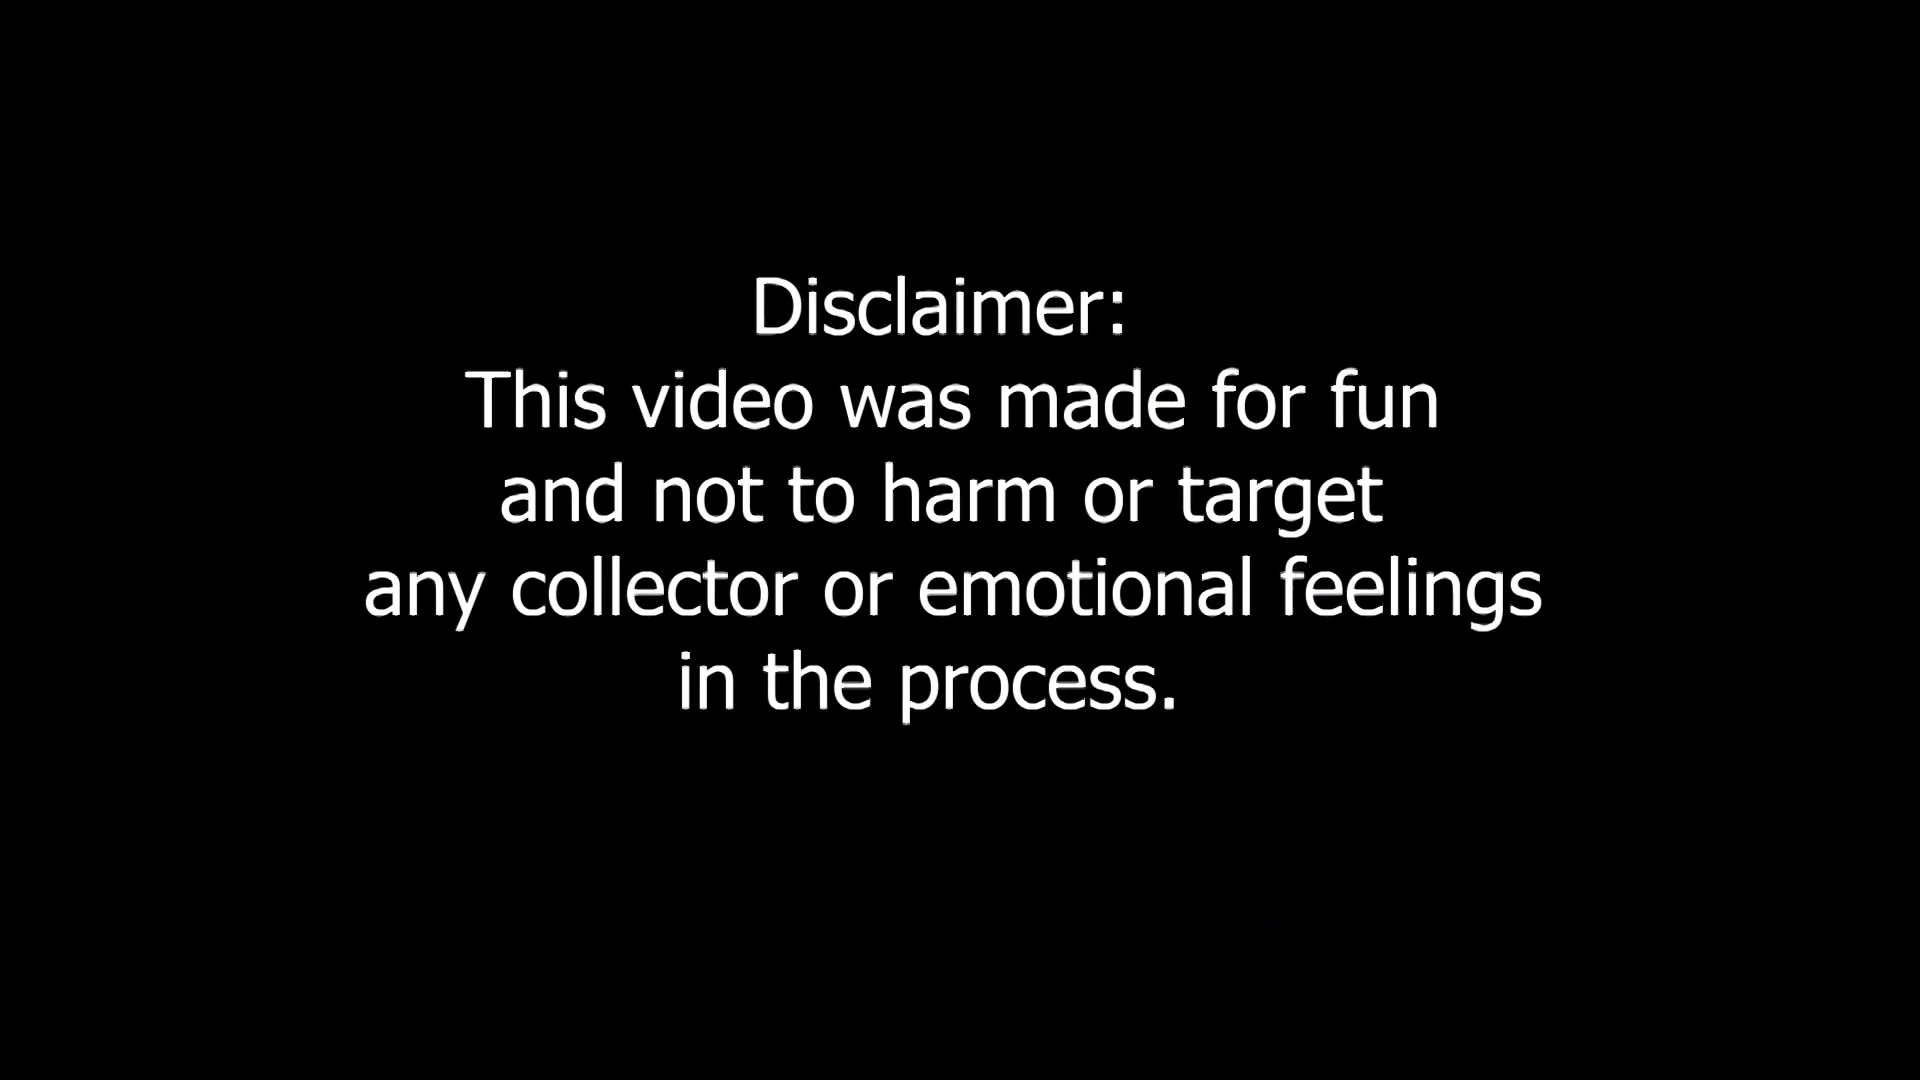 Disclaimer:
This video was made for fun
and not to harm or target
any collector or emotional feelings
in the process.